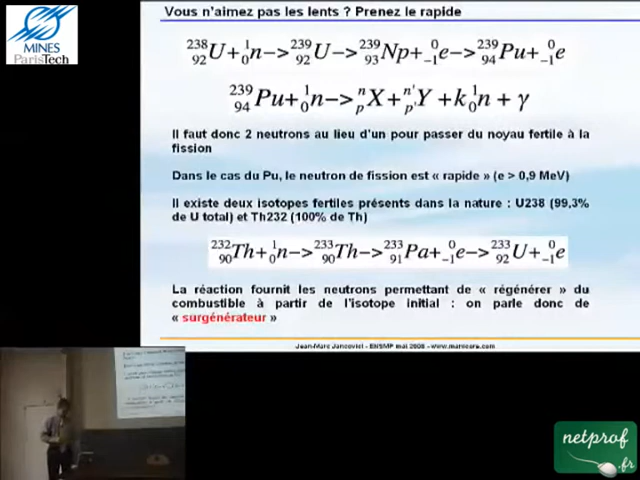 Vous n'aimez pas les lents ? Prenez le rapide
MINES
ParisTech
²³⁸₉₂U+¹₀n–>²³⁹₉₂U–>²³⁹₉₃Np+⁰₋₁e–>²³⁹₉₄Pu+⁰₋₁e
²³⁹₉₄Pu+¹₀n–>ⁿₚX+ⁿ'ₚ'Y+k¹₀n+γ
Il faut donc 2 neutrons au lieu d'un pour passer du noyau fertile à la
fission
Dans le cas du Pu, le neutron de fission est « rapide » (e > 0,9 MeV)
Il existe deux isotopes fertiles présents dans la nature : U238 (99,3%
de U total) et Th232 (100% de Th)
²³²₉₀Th+¹₀n–>²³³₉₀Th–>²³³₉₁Pa+⁰₋₁e–>²³³₉₂U+⁰₋₁e
La réaction fournit les neutrons permettant de « régénérer » du
combustible à partir de l'isotope initial : on parle donc de
« surgénérateur »
Jean-Marc Jancovici - ENSMP mai 2008 - www.manicore.com
netprof
.fr